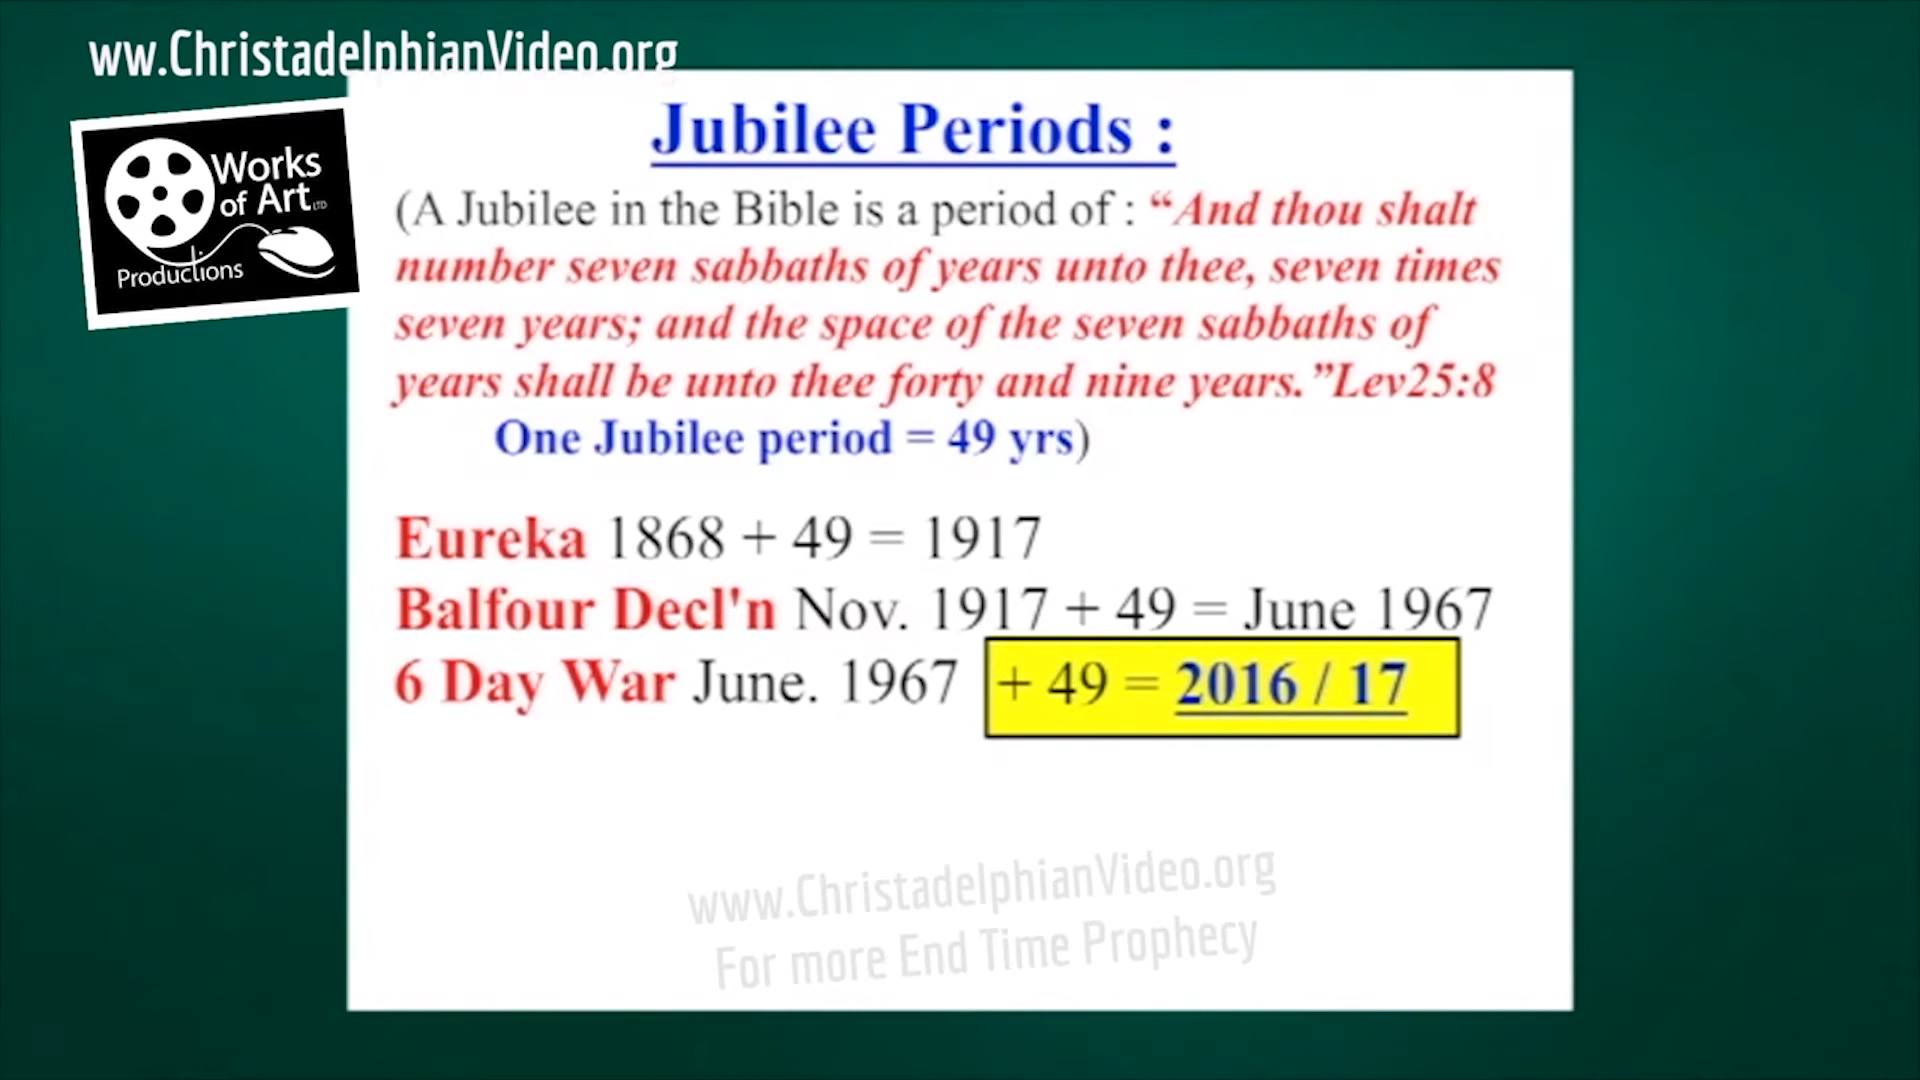 ww.ChristadelphianVideo.org
Works
of Art LTD
Productions
Jubilee Periods :
(A Jubilee in the Bible is a period of : “And thou shalt
number seven sabbaths of years unto thee, seven times
seven years; and the space of the seven sabbaths of
years shall be unto thee forty and nine years.”Lev25:8
One Jubilee period = 49 yrs)
Eureka 1868 + 49 = 1917
Balfour Decl'n Nov. 1917 + 49 = June 1967
6 Day War June. 1967 + 49 = 2016 / 17
www.ChristadelphianVideo.org
For more End Time Prophecy